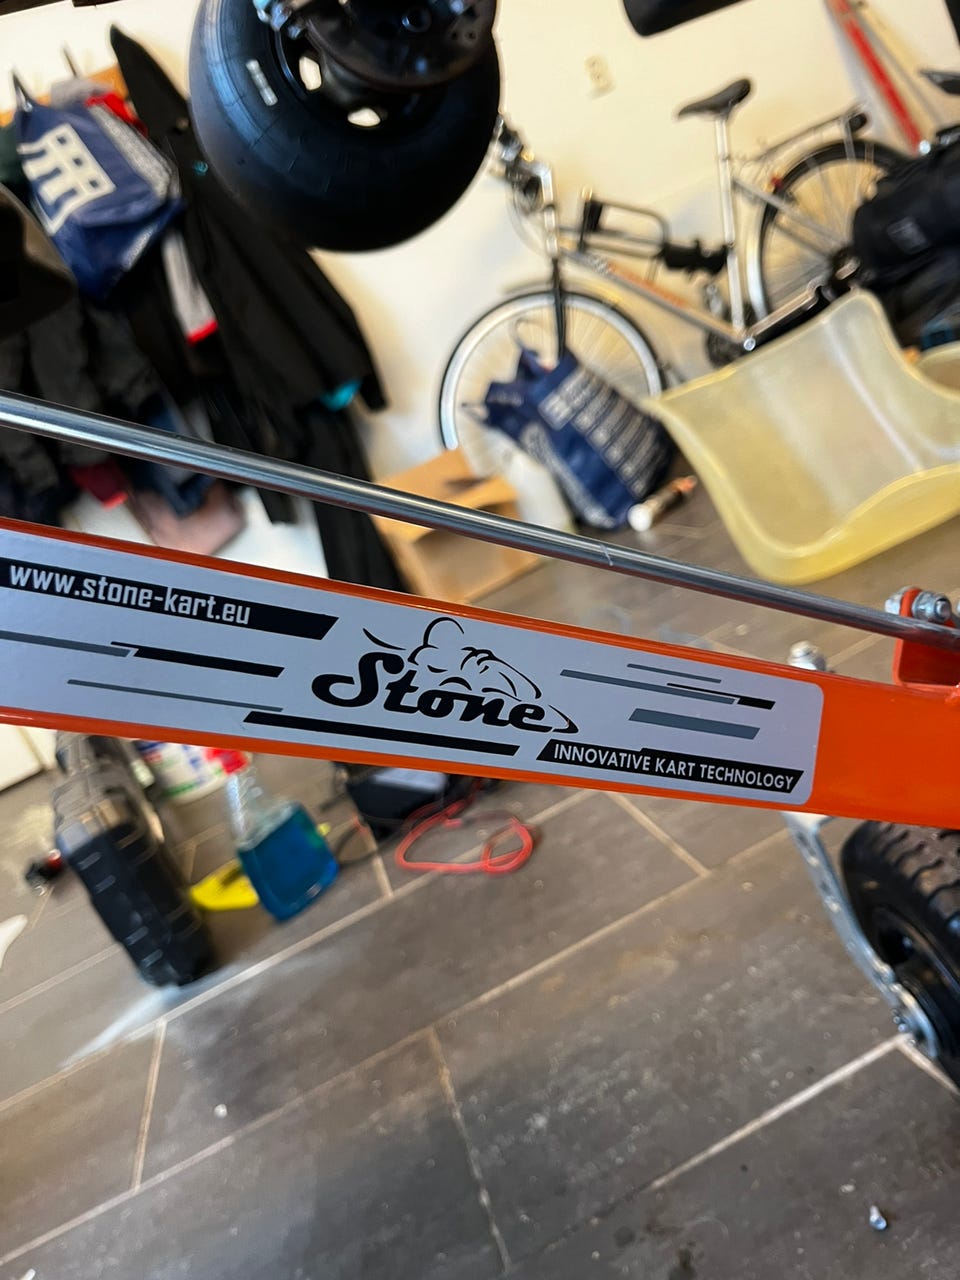 www.stone-kart.eu
Stone
INNOVATIVE KART TECHNOLOGY